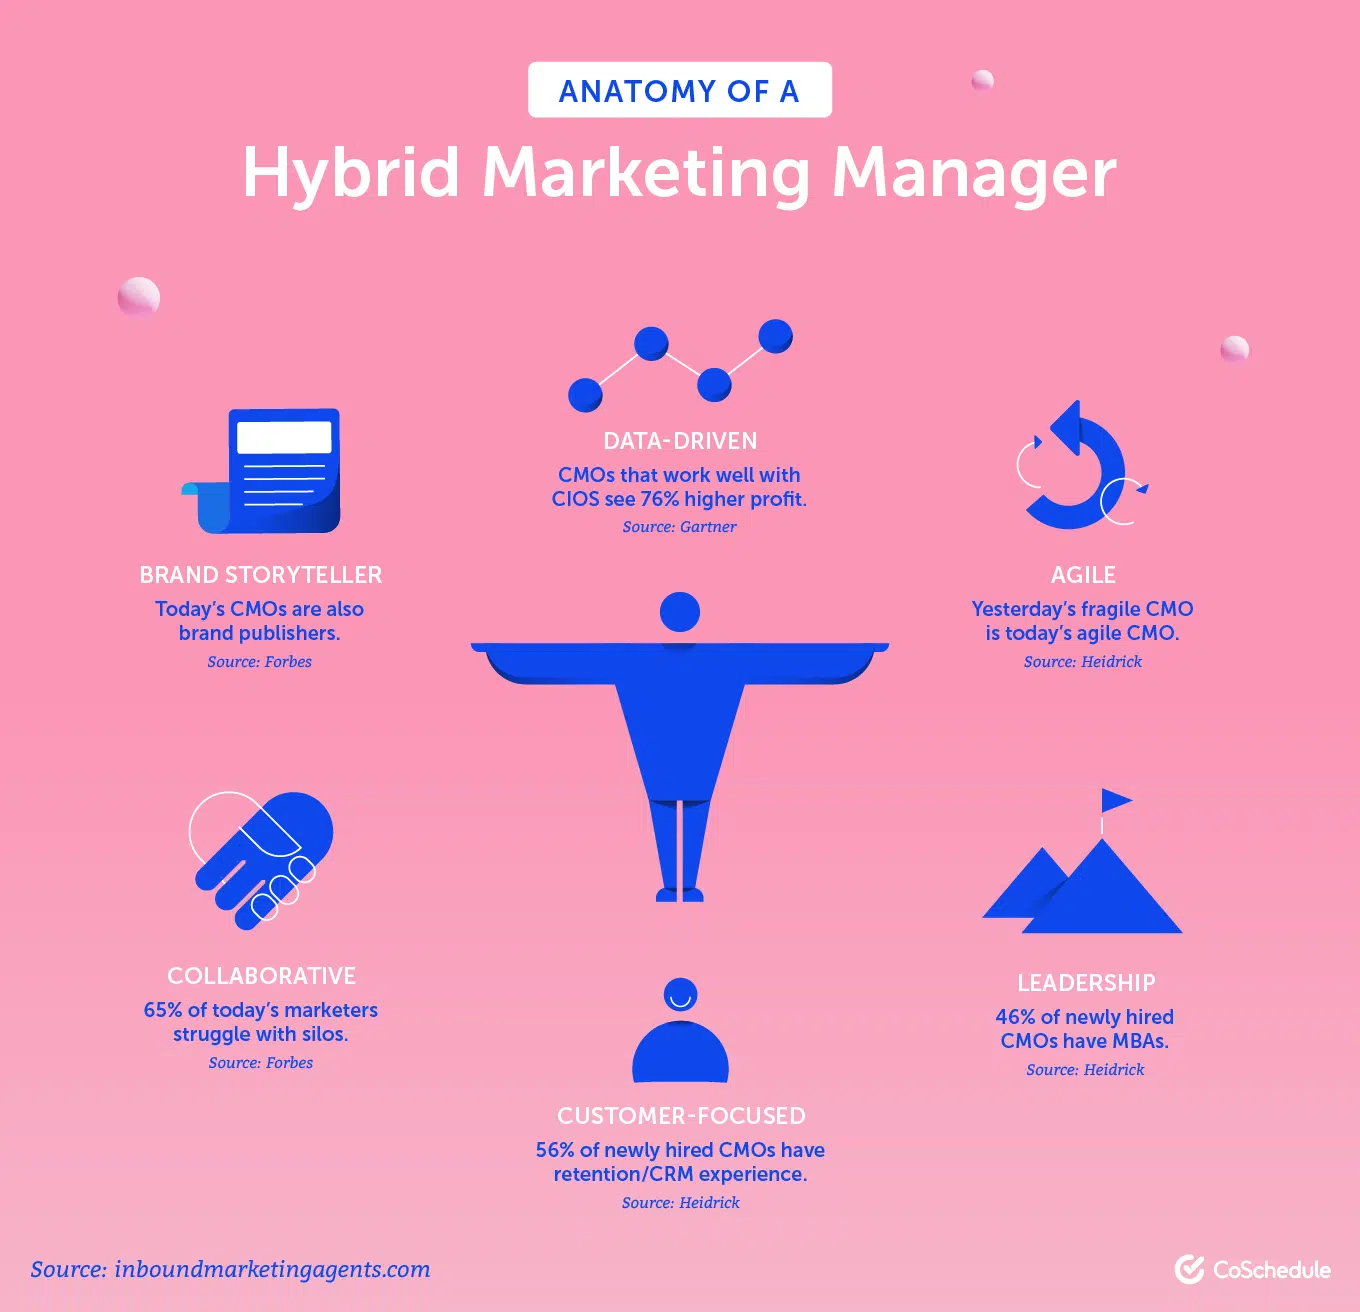 ANATOMY OF A
Hybrid Marketing Manager
DATA-DRIVEN
CMOs that work well with
CIOS see 76% higher profit.
Source: Gartner
BRAND STORYTELLER
Today's CMOs are also
brand publishers.
Source: Forbes
AGILE
Yesterday's fragile CMO
is today's agile CMO.
Source: Heidrick
COLLABORATIVE
65% of today's marketers
struggle with silos.
Source: Forbes
LEADERSHIP
46% of newly hired
CMOs have MBAs.
Source: Heidrick
CUSTOMER-FOCUSED
56% of newly hired CMOs have
retention/CRM experience.
Source: Heidrick
Source: inboundmarketingagents.com
CoSchedule